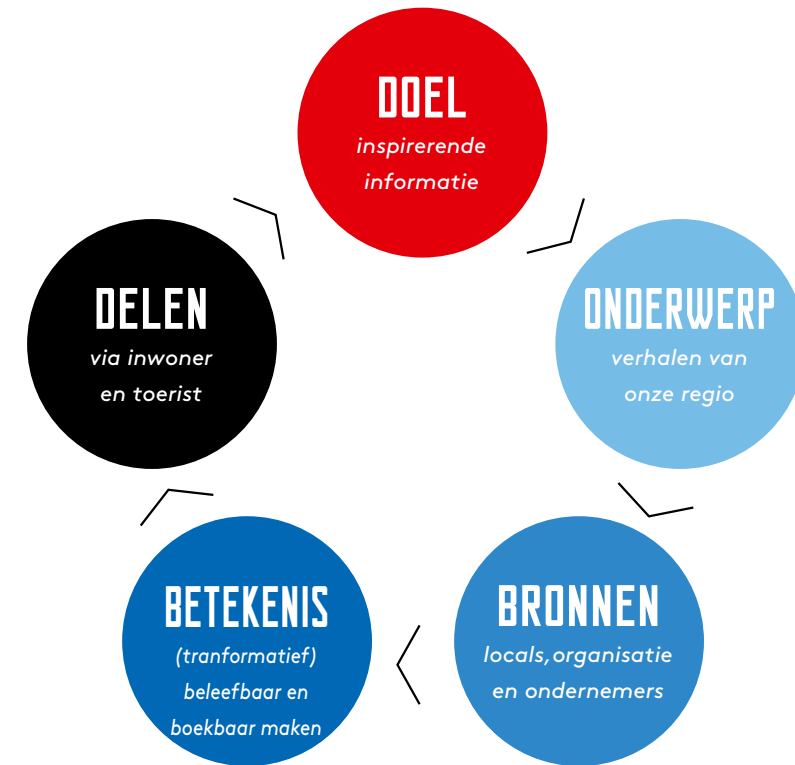 DOEL
inspirerende
informatie
ONDERWERP
verhalen van
onze regio
BRONNEN
locals, organisatie
en ondernemers
BETEKENIS
(tranformatief)
beleefbaar en
boekbaar maken
DELEN
via inwoner
en toerist